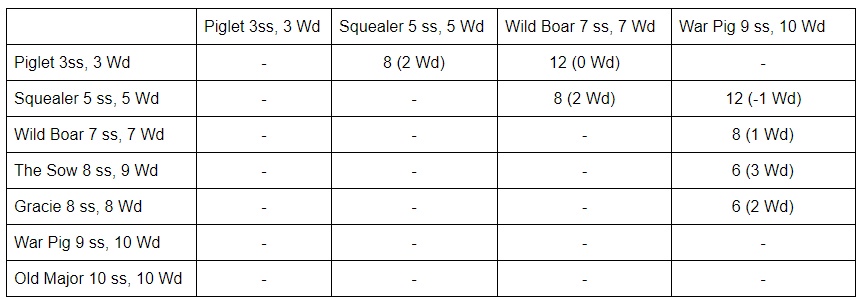 Piglet 3ss, 3 Wd Squealer 5 ss, 5 Wd Wild Boar 7 ss, 7 Wd War Pig 9 ss, 10 Wd
Piglet 3ss, 3 Wd - 8 (2 Wd) 12 (0 Wd) -
Squealer 5 ss, 5 Wd - - 8 (2 Wd) 12 (-1 Wd)
Wild Boar 7 ss, 7 Wd - - - 8 (1 Wd)
The Sow 8 ss, 9 Wd - - - 6 (3 Wd)
Gracie 8 ss, 8 Wd - - - 6 (2 Wd)
War Pig 9 ss, 10 Wd - - - -
Old Major 10 ss, 10 Wd - - - -